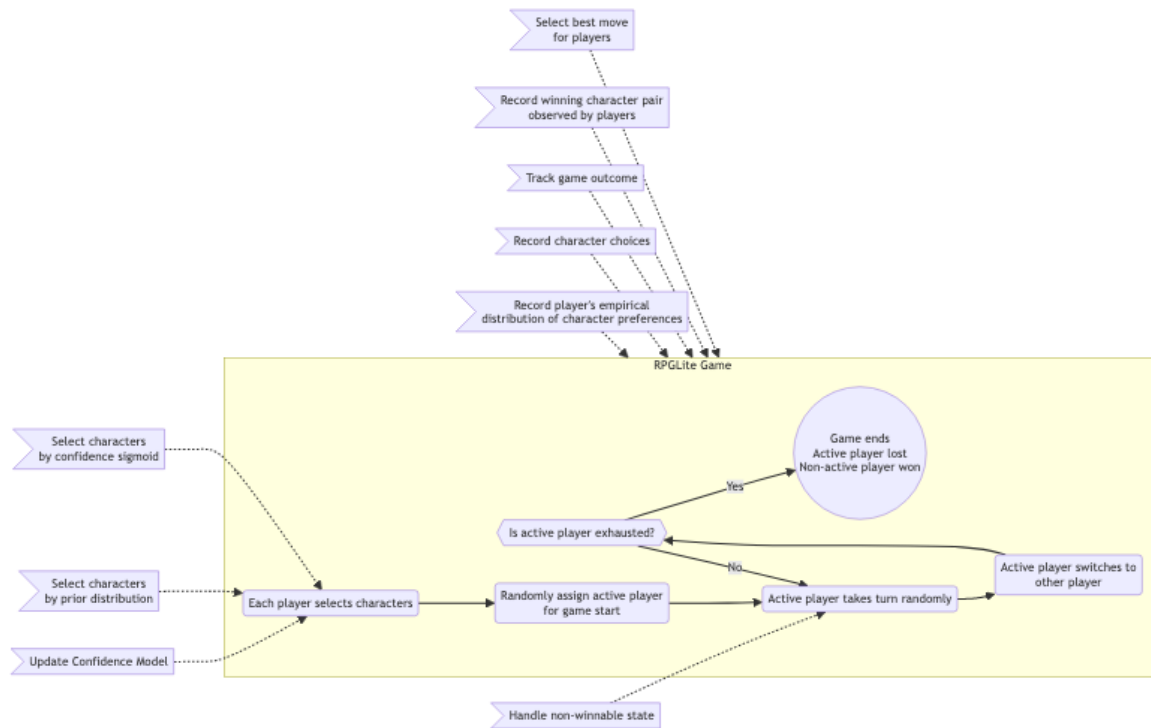 Select best move
for players
Record winning character pair
observed by players
Track game outcome
Record character choices
Record player's empirical
distribution of character preferences
RPGLite Game
Select characters
by confidence sigmoid
Game ends
Active player lost
Non-active player won
Yes
Is active player exhausted?
No
Active player switches to
other player
Select characters
by prior distribution
Each player selects characters
Randomly assign active player
for game start
Active player takes turn randomly
Update Confidence Model
Handle non-winnable state